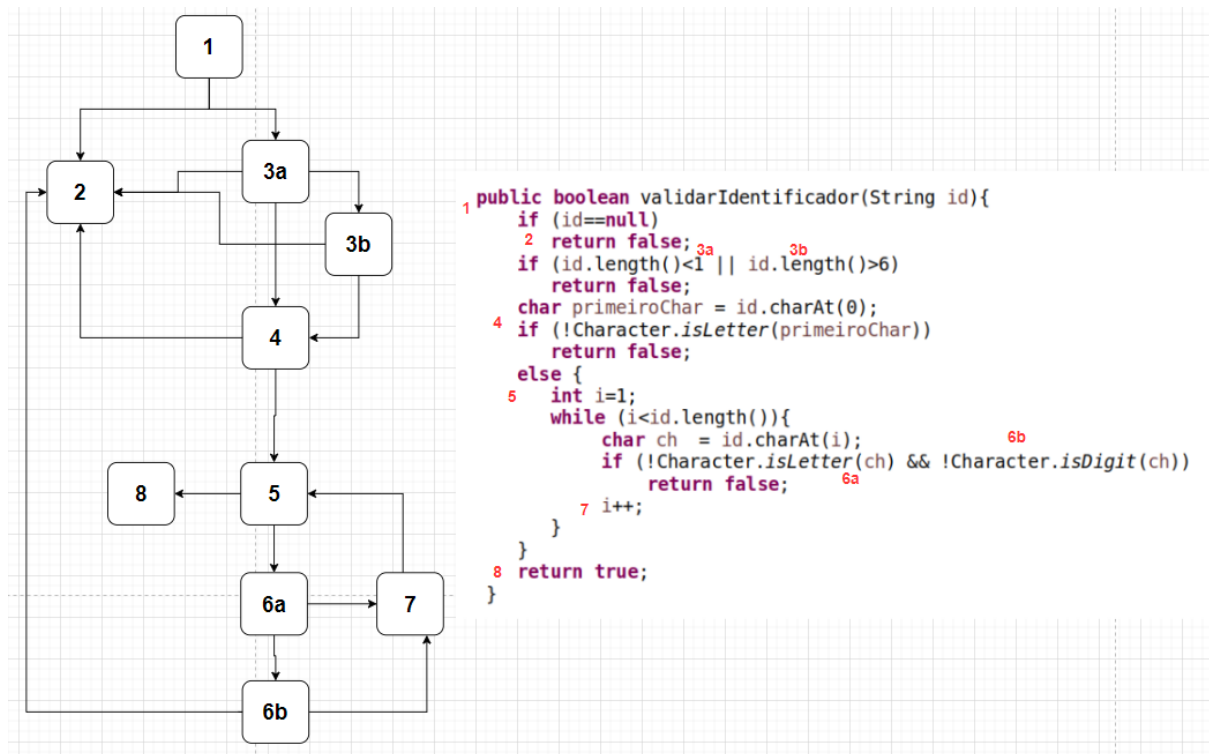 1
2
3a
3b
4
8
5
6a
7
6b
1 public boolean validarIdentificador(String id){
if (id==null)
2 return false;
3a 3b
if (id.length()<1 || id.length()>6)
return false;
char primeiroChar = id.charAt(0);
4 if (!Character.isLetter(primeiroChar))
return false;
else {
5 int i=1;
while (i<id.length()){
char ch = id.charAt(i);
6b
if (!Character.isLetter(ch) && !Character.isDigit(ch))
return false; 6a
7 i++;
}
}
8 return true;
}